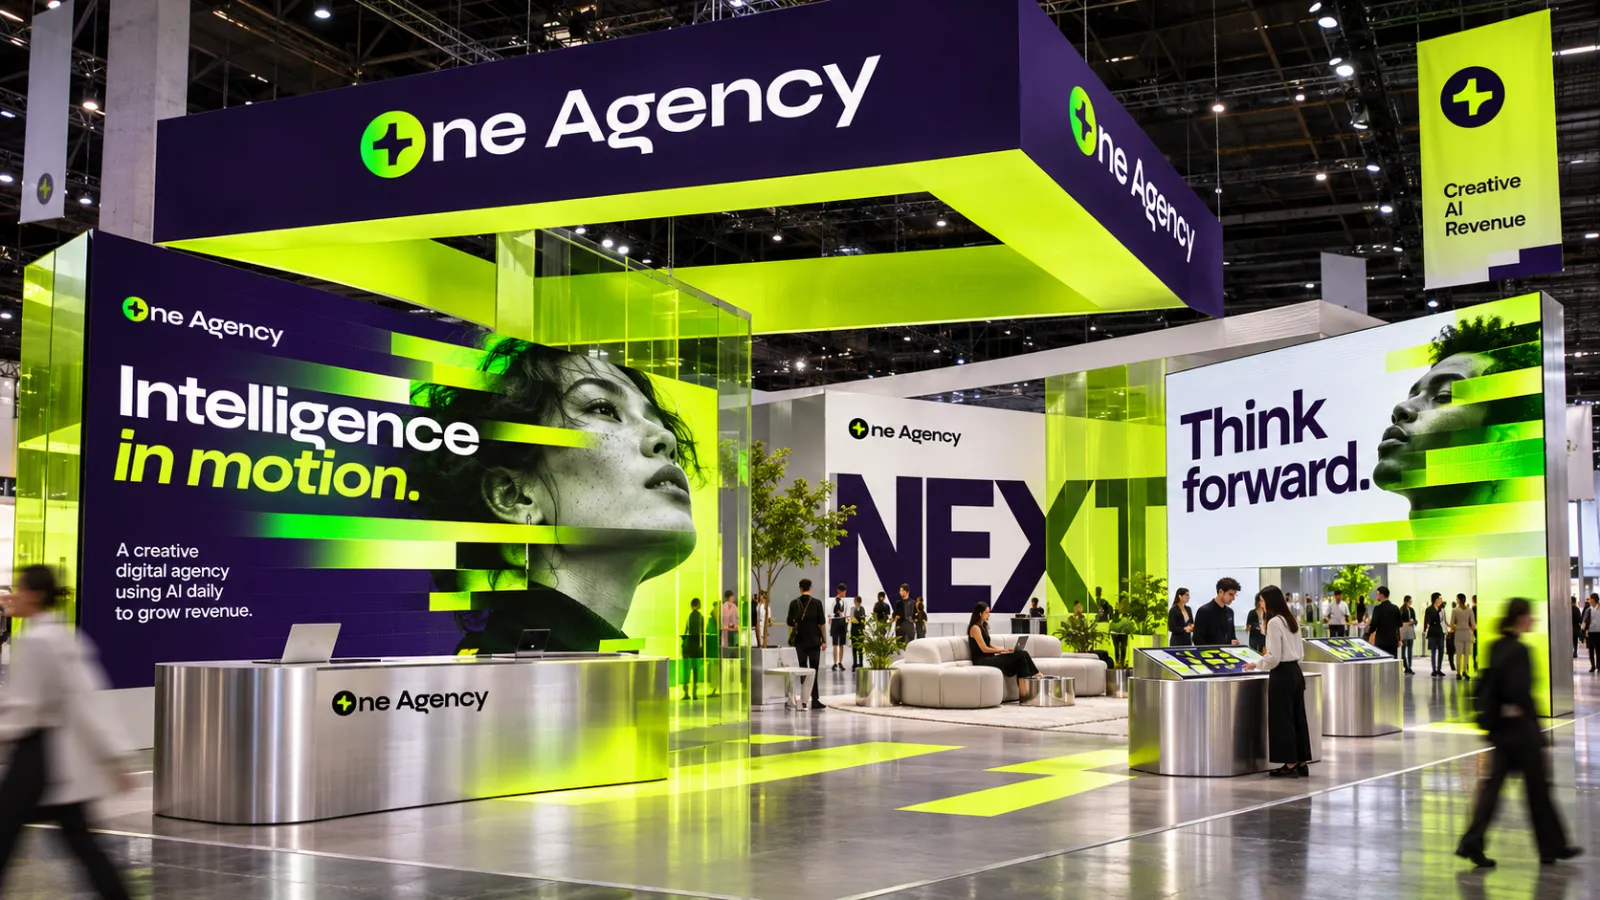 One Agency
One Agency
Creative
AI
Revenue
One Agency
Intelligence
in motion.
A creative
digital agency
using AI daily
to grow revenue.
One Agency
NEXT
Think
forward.
One Agency